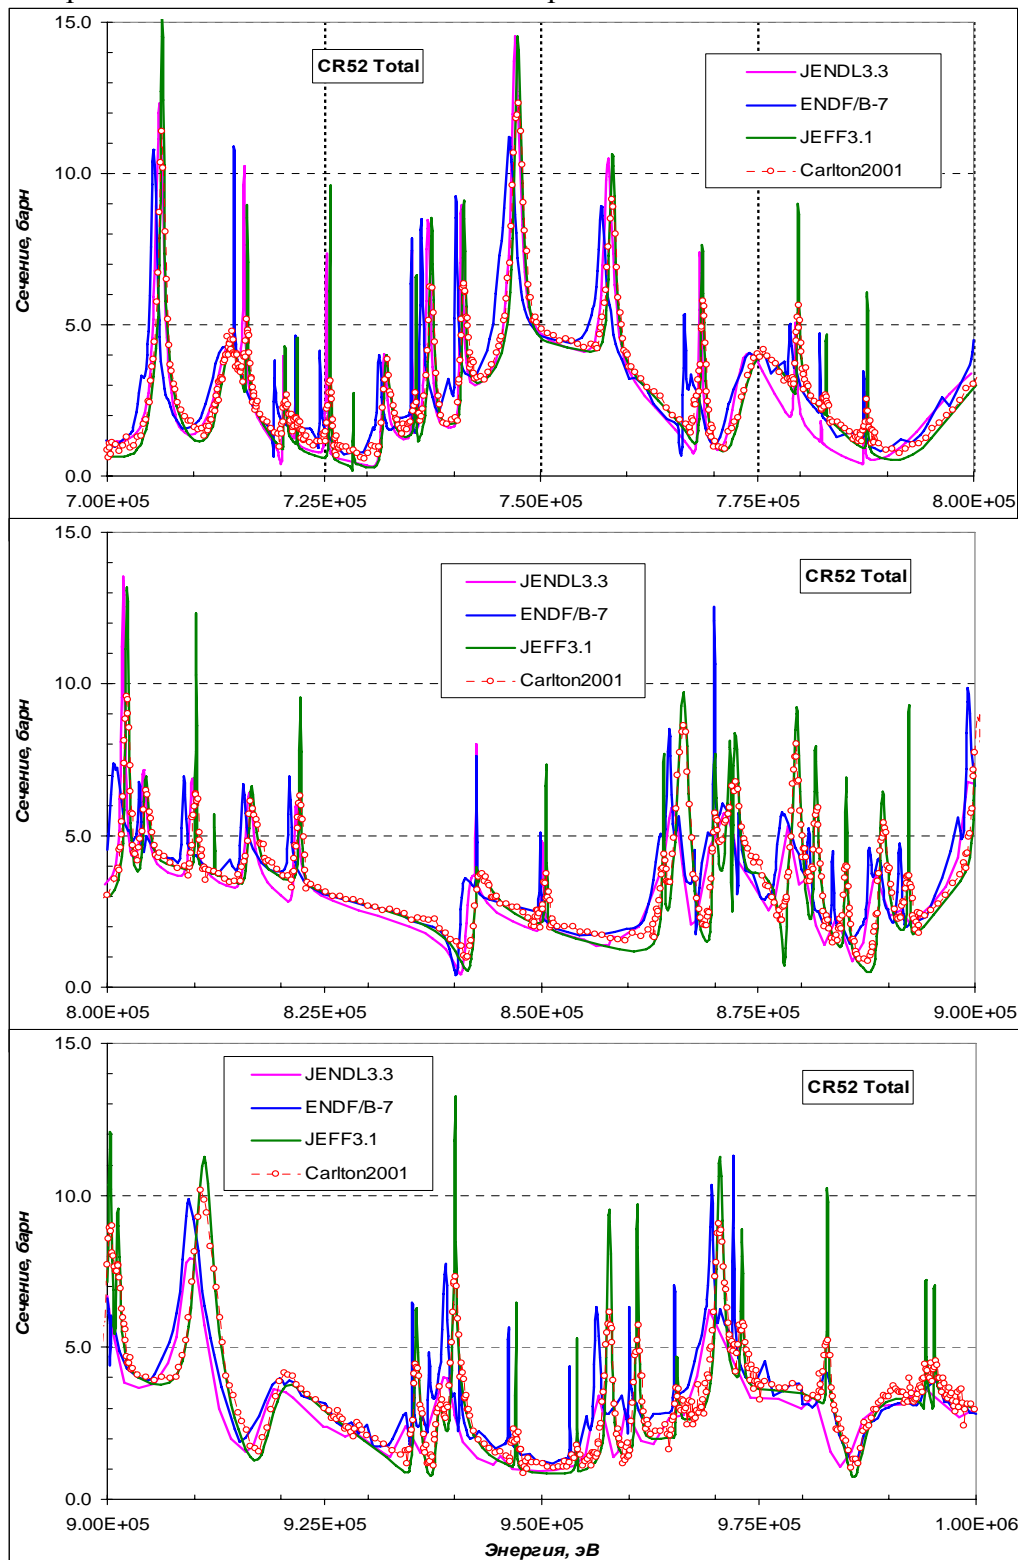 CR52 Total
JENDL3.3
ENDF/B-7
JEFF3.1
Carlton2001
Сечение, барн
15.0
10.0
5.0
0.0
7.00E+05 7.25E+05 7.50E+05 7.75E+05 8.00E+05
CR52 Total
JENDL3.3
ENDF/B-7
JEFF3.1
Carlton2001
Сечение, барн
15.0
10.0
5.0
0.0
8.00E+05 8.25E+05 8.50E+05 8.75E+05 9.00E+05
CR52 Total
JENDL3.3
ENDF/B-7
JEFF3.1
Carlton2001
Сечение, барн
15.0
10.0
5.0
0.0
9.00E+05 9.25E+05 9.50E+05 9.75E+05 1.00E+06
Энергия, эВ